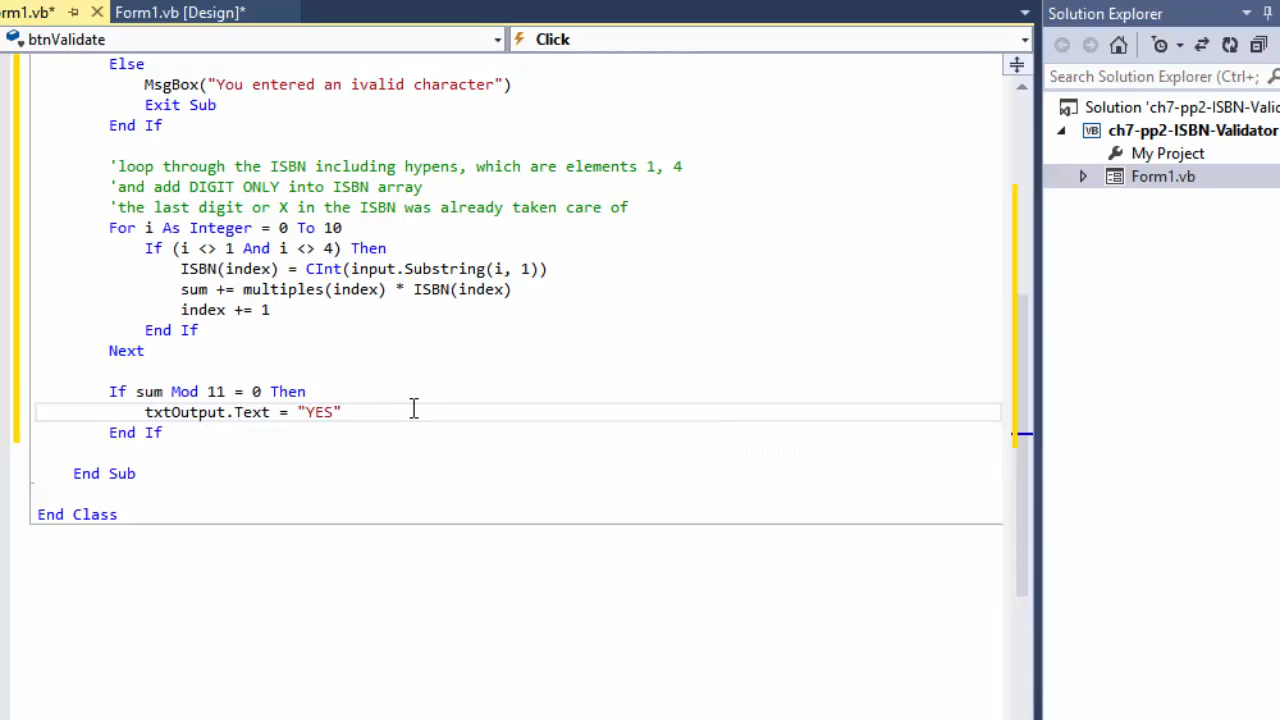 orm1.vb* Form1.vb [Design]*
btnValidate Click
Else
MsgBox("You entered an ivalid character")
Exit Sub
End If
'loop through the ISBN including hypens, which are elements 1, 4
'and add DIGIT ONLY into ISBN array
'the last digit or X in the ISBN was already taken care of
For i As Integer = 0 To 10
If (i <> 1 And i <> 4) Then
ISBN(index) = CInt(input.Substring(i, 1))
sum += multiples(index) * ISBN(index)
index += 1
End If
Next
If sum Mod 11 = 0 Then
txtOutput.Text = "YES"
End If
End Sub
End Class
Solution Explorer
Search Solution Explorer (Ctrl+;
Solution 'ch7-pp2-ISBN-Valid
VB ch7-pp2-ISBN-Validator
My Project
Form1.vb